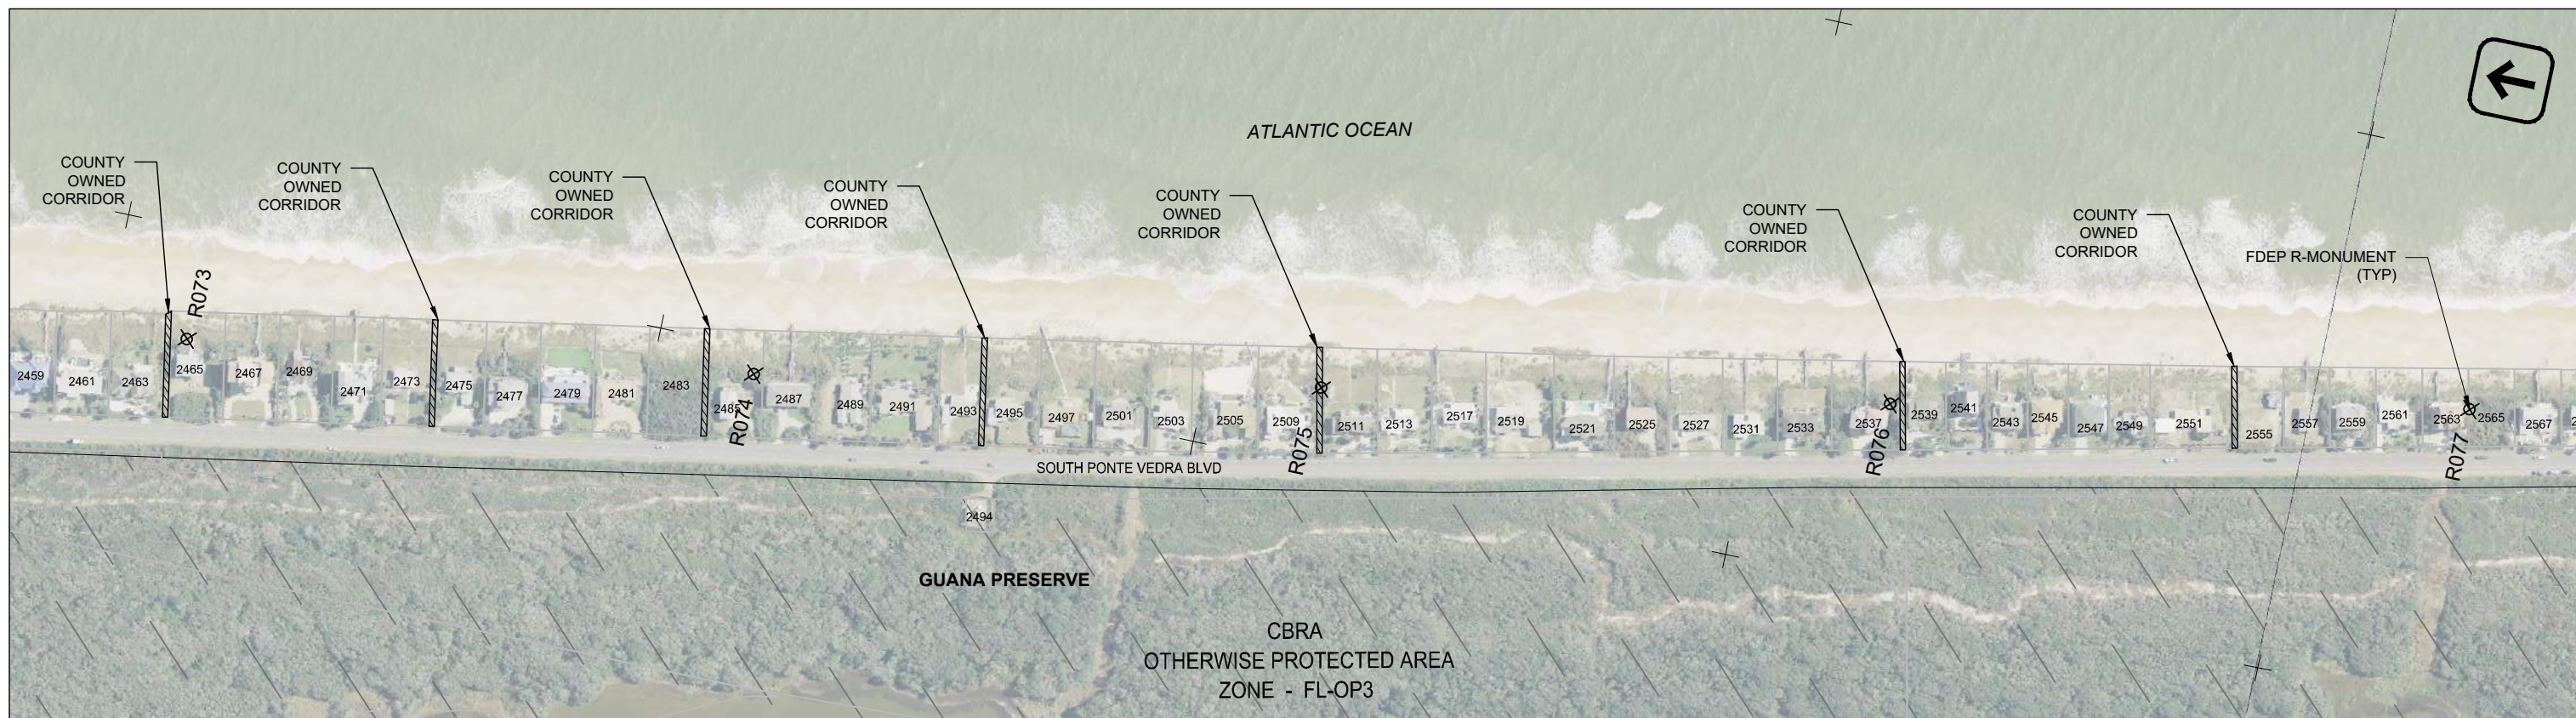 ATLANTIC OCEAN
COUNTY
OWNED
CORRIDOR
COUNTY
OWNED
CORRIDOR
COUNTY
OWNED
CORRIDOR
COUNTY
OWNED
CORRIDOR
COUNTY
OWNED
CORRIDOR
COUNTY
OWNED
CORRIDOR
COUNTY
OWNED
CORRIDOR
FDEP R-MONUMENT
(TYP)
R073
R074
R075
R076
R077
2459
2461
2463
2465
2467
2469
2471
2473
2475
2477
2479
2481
2483
2487
2489
2491
2493
2495
2497
2501
2503
2505
2509
2511
2513
2517
2519
2521
2525
2527
2531
2533
2537
2539
2541
2543
2545
2547
2549
2551
2555
2557
2559
2561
2563
2565
2567
SOUTH PONTE VEDRA BLVD
2494
GUANA PRESERVE
CBRA
OTHERWISE PROTECTED AREA
ZONE - FL-OP3